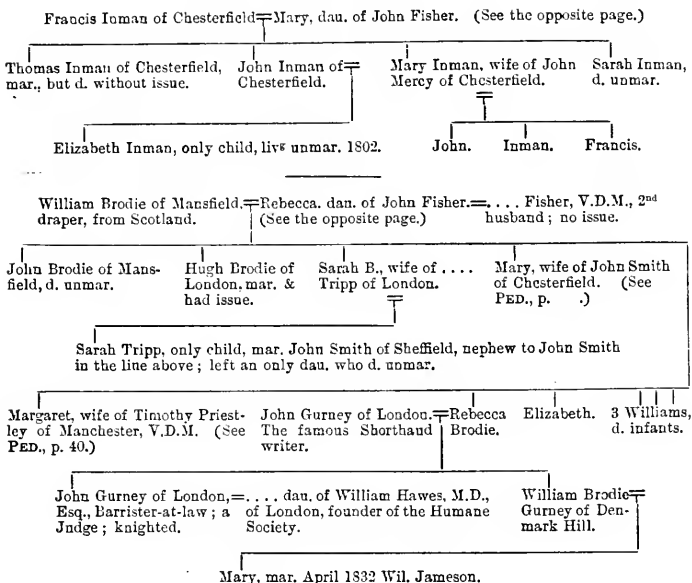 Francis Inman of Chesterfield = Mary, dau. of John Fisher. (See the opposite page.)
Thomas Inman of Chesterfield, mar., but d. without issue.
John Inman of Chesterfield. =
Mary Inman, wife of John Mercy of Chesterfield. =
Sarah Inman, d. unmar.
Elizabeth Inman, only child, livg unmar. 1802.
John. Inman. Francis.
William Brodie of Mansfield, draper, from Scotland. =
Rebecca. dau. of John Fisher. (See the opposite page.)
= .... Fisher, V.D.M., 2nd husband; no issue.
John Brodie of Mansfield, d. unmar.
Hugh Brodie of London, mar. & had issue.
Sarah B., wife of .... Tripp of London. =
Mary, wife of John Smith of Chesterfield. (See PED., p. .)
Sarah Tripp, only child, mar. John Smith of Sheffield, nephew to John Smith
in the line above; left an only dau. who d. unmar.
Margaret, wife of Timothy Priestley of Manchester, V.D.M. (See PED., p. 40.)
John Gurney of London. The famous Shorthand writer. =
Rebecca Brodie.
Elizabeth.
3 Williams, d. infants.
John Gurney of London, Esq., Barrister-at-law; a Judge; knighted.
= .... dau. of William Hawes, M.D., of London, founder of the Humane Society.
William Brodie Gurney of Denmark Hill. =
Mary, mar. April 1832 Wil. Jameson.